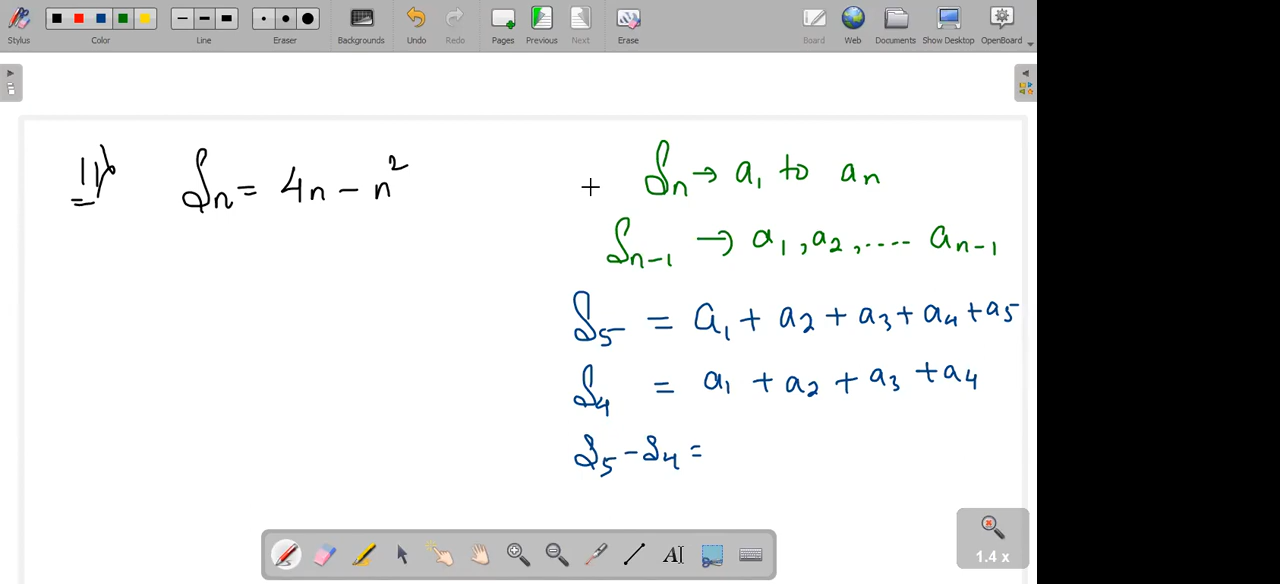 Stylus
Color
Line
Eraser
Backgrounds
Undo
Redo
Pages
Previous
Next
Erase
Board
Web
Documents
Show Desktop
OpenBoard
11) Sn = 4n - n²
Sn → a₁ to an
Sn-1 → a₁, a₂, .... an-1
S₅ = a₁ + a₂ + a₃ + a₄ + a₅
S₄ = a₁ + a₂ + a₃ + a₄
S₅ - S₄ =
1.4 x